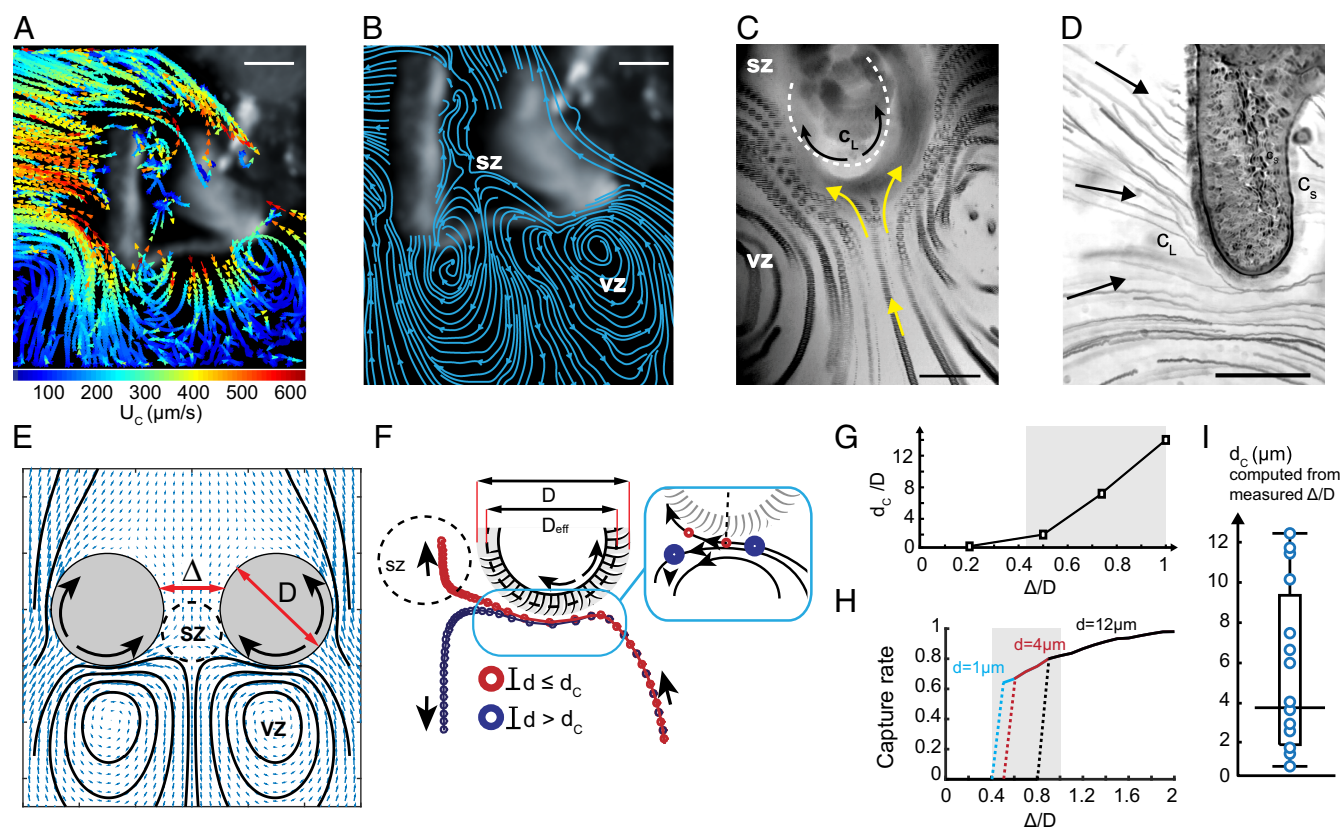 A
100 200 300 400 500 600
U_C (µm/s)
B
sz
vz
C
sz
C_L
vz
D
C_S
C_S
C_L
E
Δ
D
sz
vz
F
D
D_eff
sz
d ≤ d_C
d > d_C
G
d_C/D
12
8
4
0
0 0.2 0.4 0.6 0.8 1
Δ/D
H
d=12µm
d=4µm
d=1µm
Capture rate
1
0.8
0.6
0.4
0.2
0
0 0.4 0.8 1.2 1.6 2
Δ/D
I
d_C (µm)
computed from
measured Δ/D
12
10
8
6
4
2
0